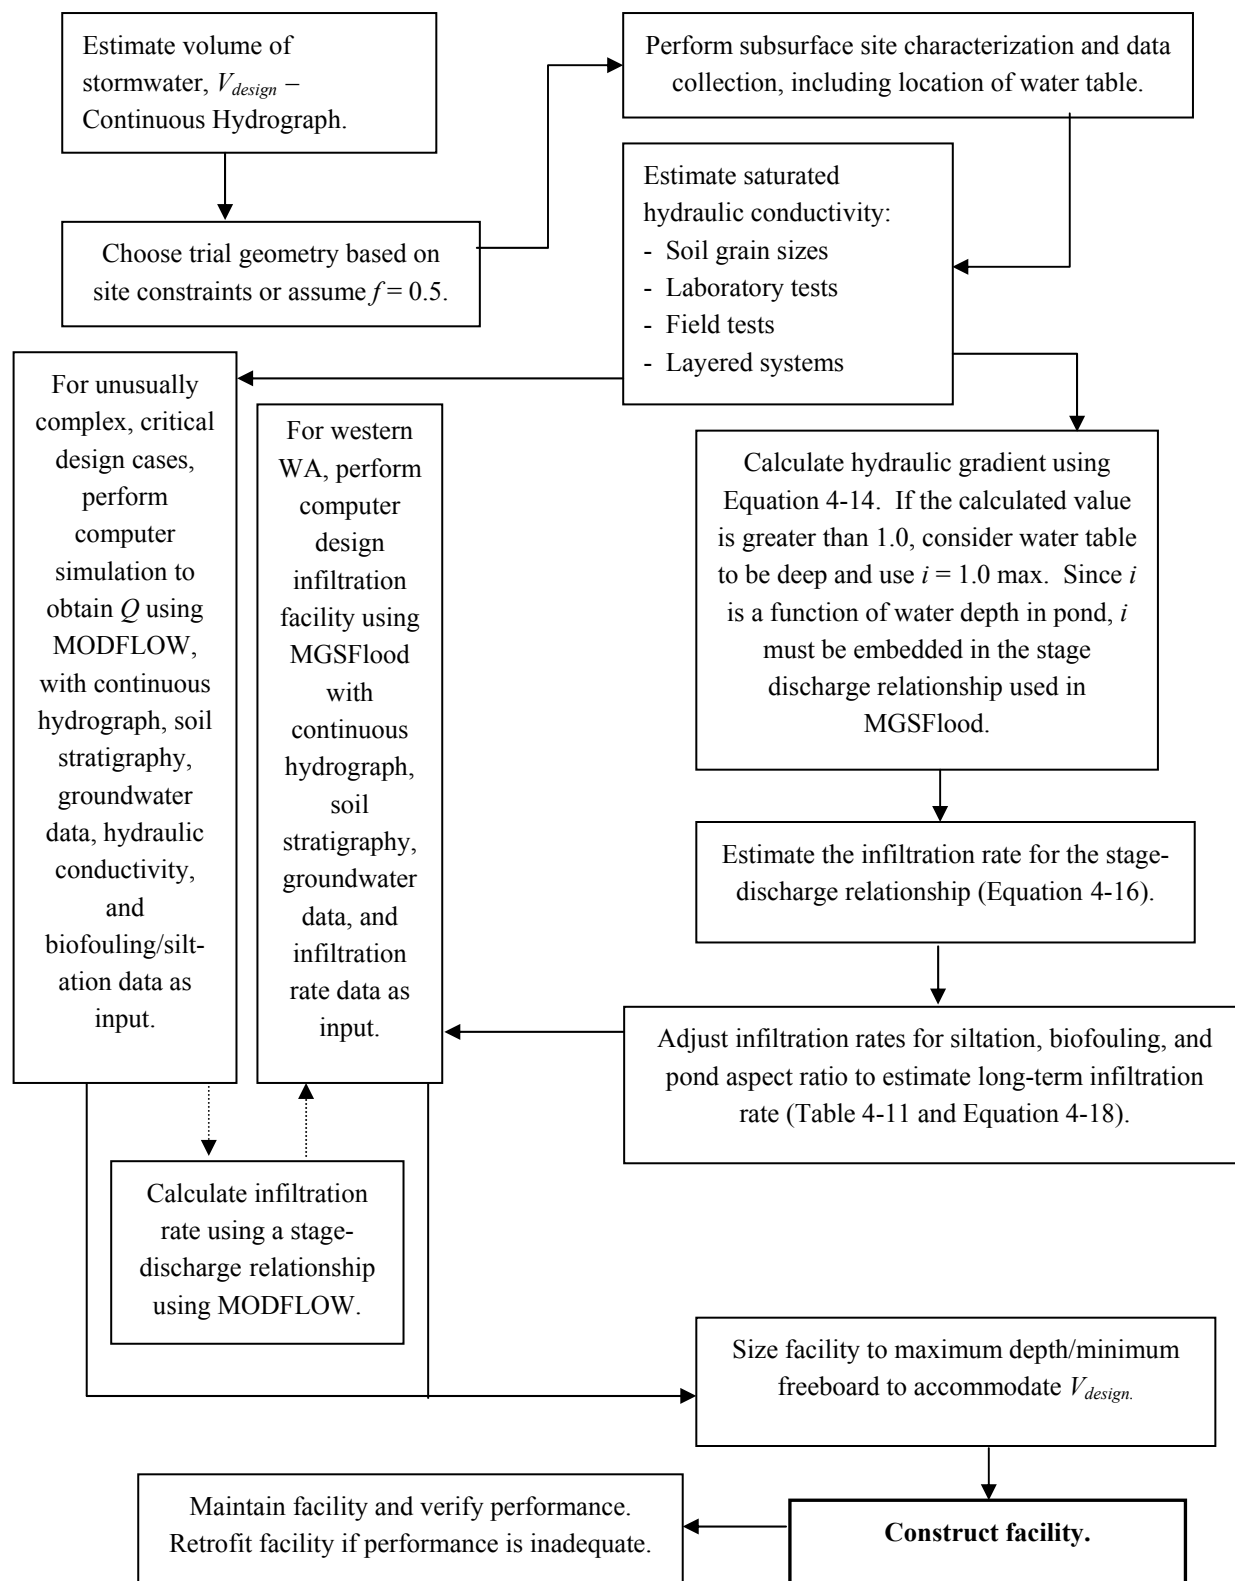 Estimate volume of
stormwater, Vdesign –
Continuous Hydrograph.
Perform subsurface site characterization and data
collection, including location of water table.
Choose trial geometry based on
site constraints or assume f = 0.5.
Estimate saturated
hydraulic conductivity:
- Soil grain sizes
- Laboratory tests
- Field tests
- Layered systems
For unusually
complex, critical
design cases,
perform
computer
simulation to
obtain Q using
MODFLOW,
with continuous
hydrograph, soil
stratigraphy,
groundwater
data, hydraulic
conductivity,
and
biofouling/silt-
ation data as
input.
For western
WA, perform
computer
design
infiltration
facility using
MGSFlood
with
continuous
hydrograph,
soil
stratigraphy,
groundwater
data, and
infiltration
rate data as
input.
Calculate hydraulic gradient using
Equation 4-14. If the calculated value
is greater than 1.0, consider water table
to be deep and use i = 1.0 max. Since i
is a function of water depth in pond, i
must be embedded in the stage
discharge relationship used in
MGSFlood.
Estimate the infiltration rate for the stage-
discharge relationship (Equation 4-16).
Adjust infiltration rates for siltation, biofouling, and
pond aspect ratio to estimate long-term infiltration
rate (Table 4-11 and Equation 4-18).
Calculate infiltration
rate using a stage-
discharge relationship
using MODFLOW.
Size facility to maximum depth/minimum
freeboard to accommodate Vdesign.
Construct facility.
Maintain facility and verify performance.
Retrofit facility if performance is inadequate.